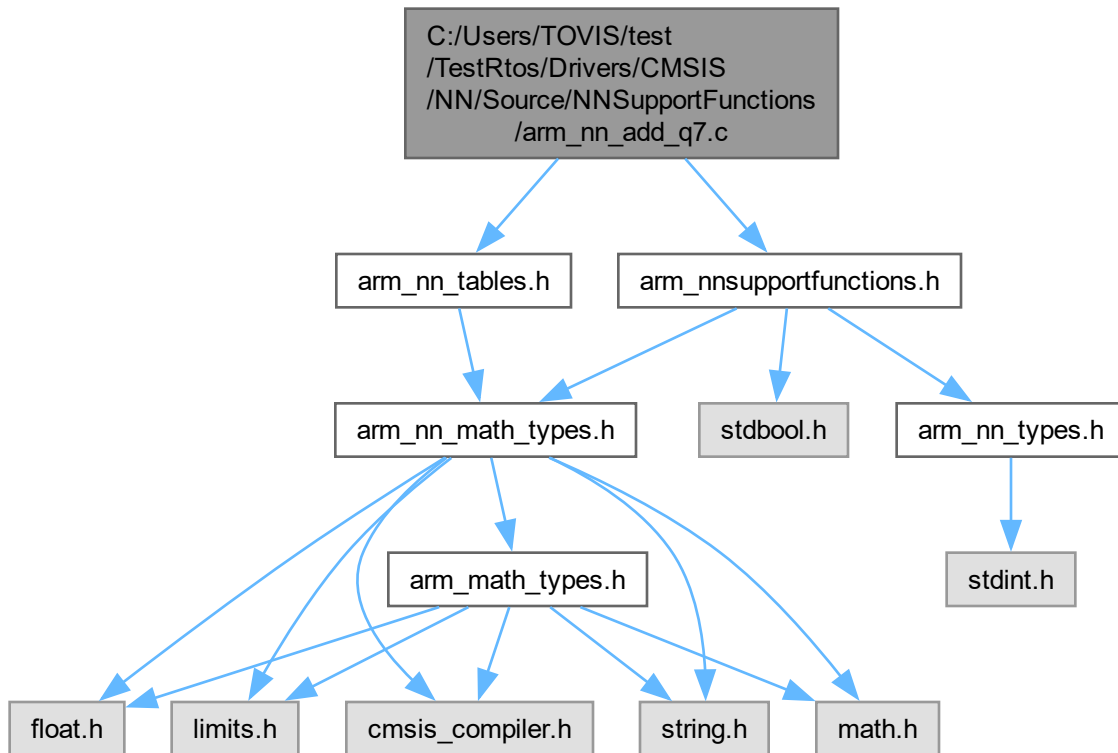 C:/Users/TOVIS/test
/TestRtos/Drivers/CMSIS
/NN/Source/NNSupportFunctions
/arm_nn_add_q7.c
arm_nn_tables.h
arm_nnsupportfunctions.h
arm_nn_math_types.h
stdbool.h
arm_nn_types.h
arm_math_types.h
stdint.h
float.h
limits.h
cmsis_compiler.h
string.h
math.h